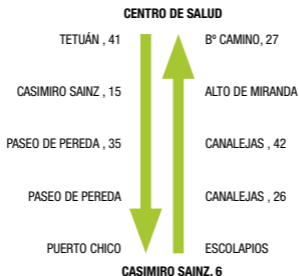 CENTRO DE SALUD
TETUÁN , 41
Bº CAMINO, 27
CASIMIRO SAINZ , 15
ALTO DE MIRANDA
PASEO DE PEREDA , 35
CANALEJAS , 42
PASEO DE PEREDA
CANALEJAS , 26
PUERTO CHICO
ESCOLAPIOS
CASIMIRO SAINZ, 6